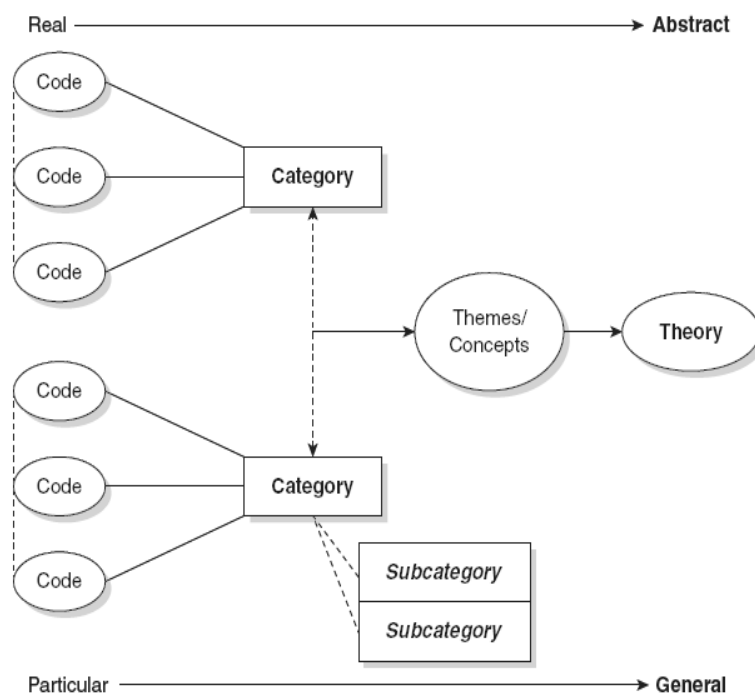 Real
Abstract
Code
Code
Code
Category
Themes/
Concepts
Theory
Code
Code
Code
Category
Subcategory
Subcategory
Particular
General